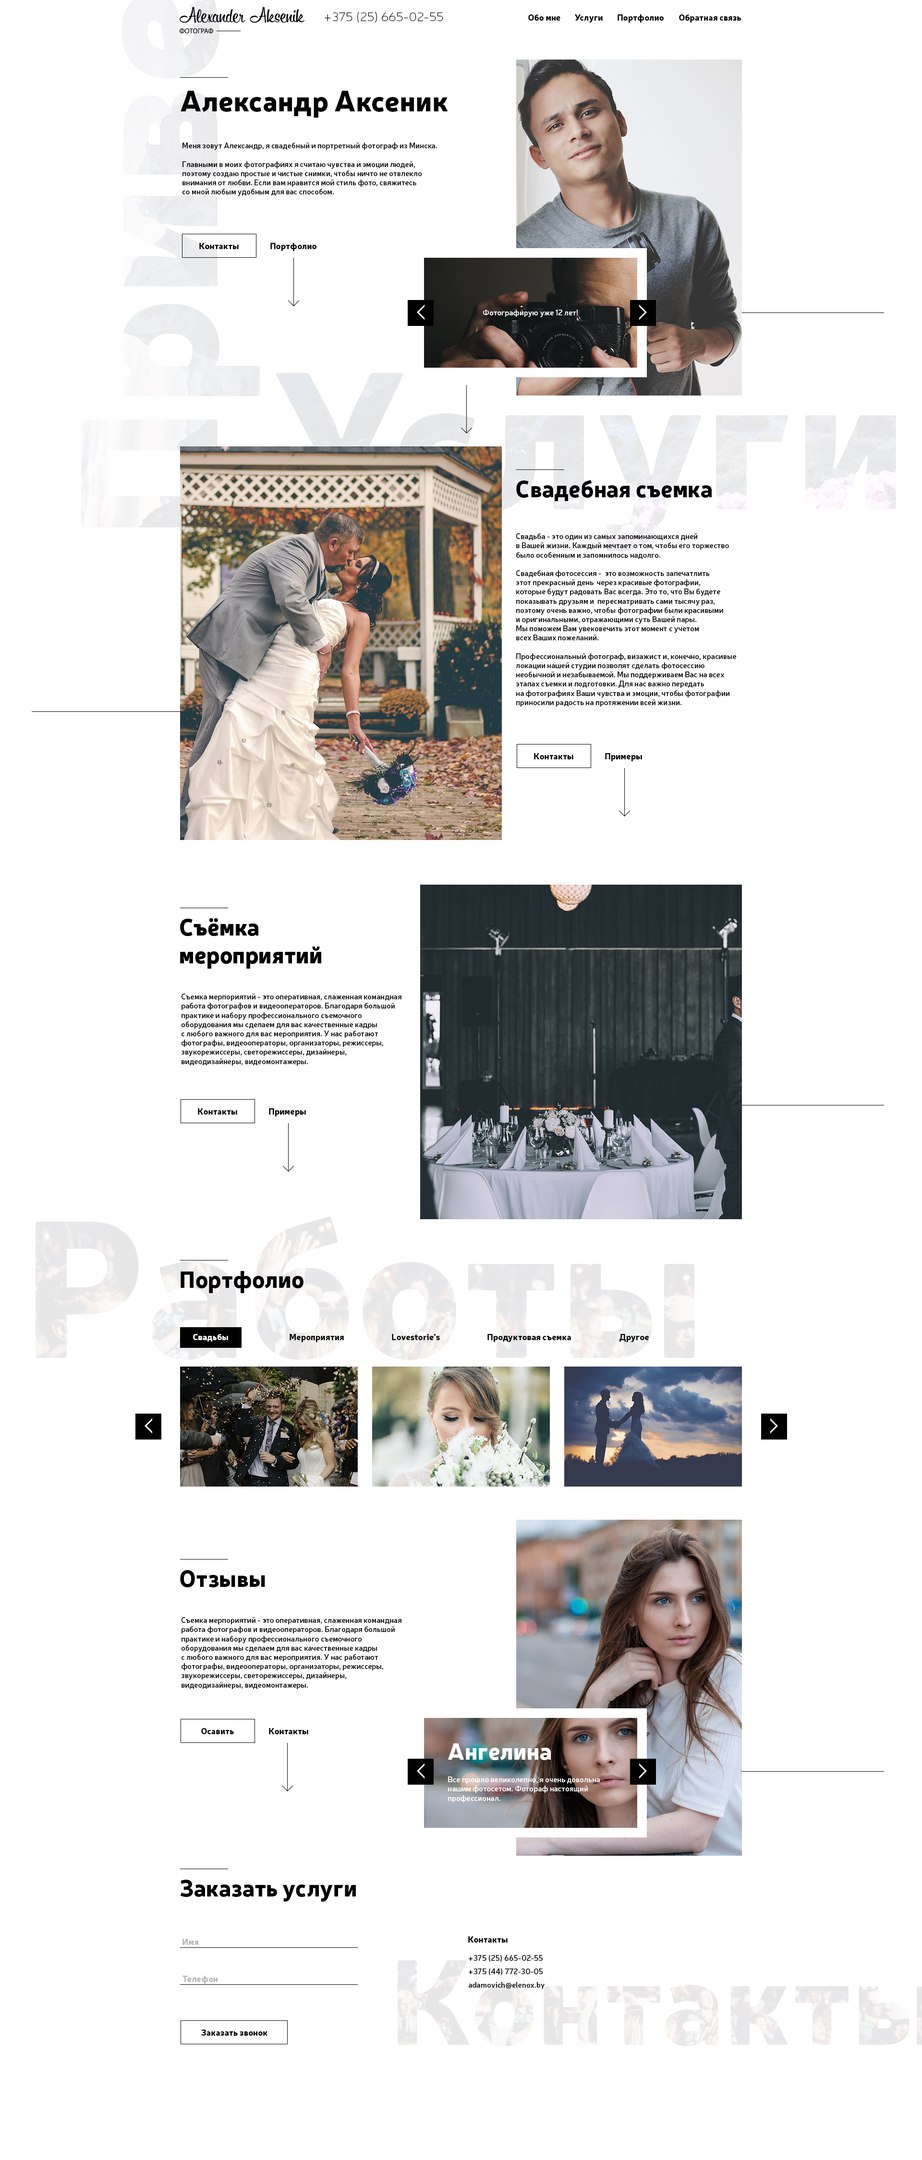 Alexander Aksenik
ФОТОГРАФ
+375 (25) 665-02-55
Обо мне
Услуги
Портфолио
Обратная связь
Привет
Александр Аксеник
Меня зовут Александр, я свадебный и портретный фотограф из Минска.
Главными в моих фотографиях я считаю чувства и эмоции людей,
поэтому создаю простые и чистые снимки, чтобы ничто не отвлекло
внимания от любви. Если вам нравится мой стиль фото, свяжитесь
со мной любым удобным для вас способом.
Контакты
Портфолио
Фотографирую уже 12 лет!
Услуги
Свадебная съемка
Свадьба - это один из самых запоминающихся дней
в Вашей жизни. Каждый мечтает о том, чтобы его торжество
было особенным и запомнилось надолго.
Свадебная фотосессия - это возможность запечатлить
этот прекрасный день через красивые фотографии,
которые будут радовать Вас всегда. Это то, что Вы будете
показывать друзьям и пересматривать сами тысячу раз,
поэтому очень важно, чтобы фотографии были красивыми
и оригинальными, отражающими суть Вашей пары.
Мы поможем Вам увековечить этот момент с учетом
всех Ваших пожеланий.
Профессиональный фотограф, визажист и, конечно, красивые
локации нашей студии позволят сделать фотосессию
необычной и незабываемой. Мы поддерживаем Вас на всех
этапах съемки и подготовки. Для нас важно передать
на фотографиях Ваши чувства и эмоции, чтобы фотографии
приносили радость на протяжении всей жизни.
Контакты
Примеры
Съёмка
мероприятий
Съемка мерпориятий - это оперативная, слаженная командная
работа фотографов и видеооператоров. Благодаря большой
практике и набору профессионального съемочного
оборудования мы сделаем для вас качественные кадры
с любого важного для вас мероприятия. У нас работают
фотографы, видеооператоры, организаторы, режиссеры,
звукорежиссеры, светорежиссеры, дизайнеры,
видеодизайнеры, видеомонтажеры.
Контакты
Примеры
Работы
Портфолио
Свадьбы
Мероприятия
Lovestorie's
Продуктовая съемка
Другое
Отзывы
Съемка мерпориятий - это оперативная, слаженная командная
работа фотографов и видеооператоров. Благодаря большой
практике и набору профессионального съемочного
оборудования мы сделаем для вас качественные кадры
с любого важного для вас мероприятия. У нас работают
фотографы, видеооператоры, организаторы, режиссеры,
звукорежиссеры, светорежиссеры, дизайнеры,
видеодизайнеры, видеомонтажеры.
Осавить
Контакты
Ангелина
Все прошло великолепно, я очень довольна
нашим фотосетом. Фотораф настоящий
профессионал.
Заказать услуги
Имя
Телефон
Заказать звонок
Контакты
+375 (25) 665-02-55
+375 (44) 772-30-05
adamovich@elenox.by
Контакты